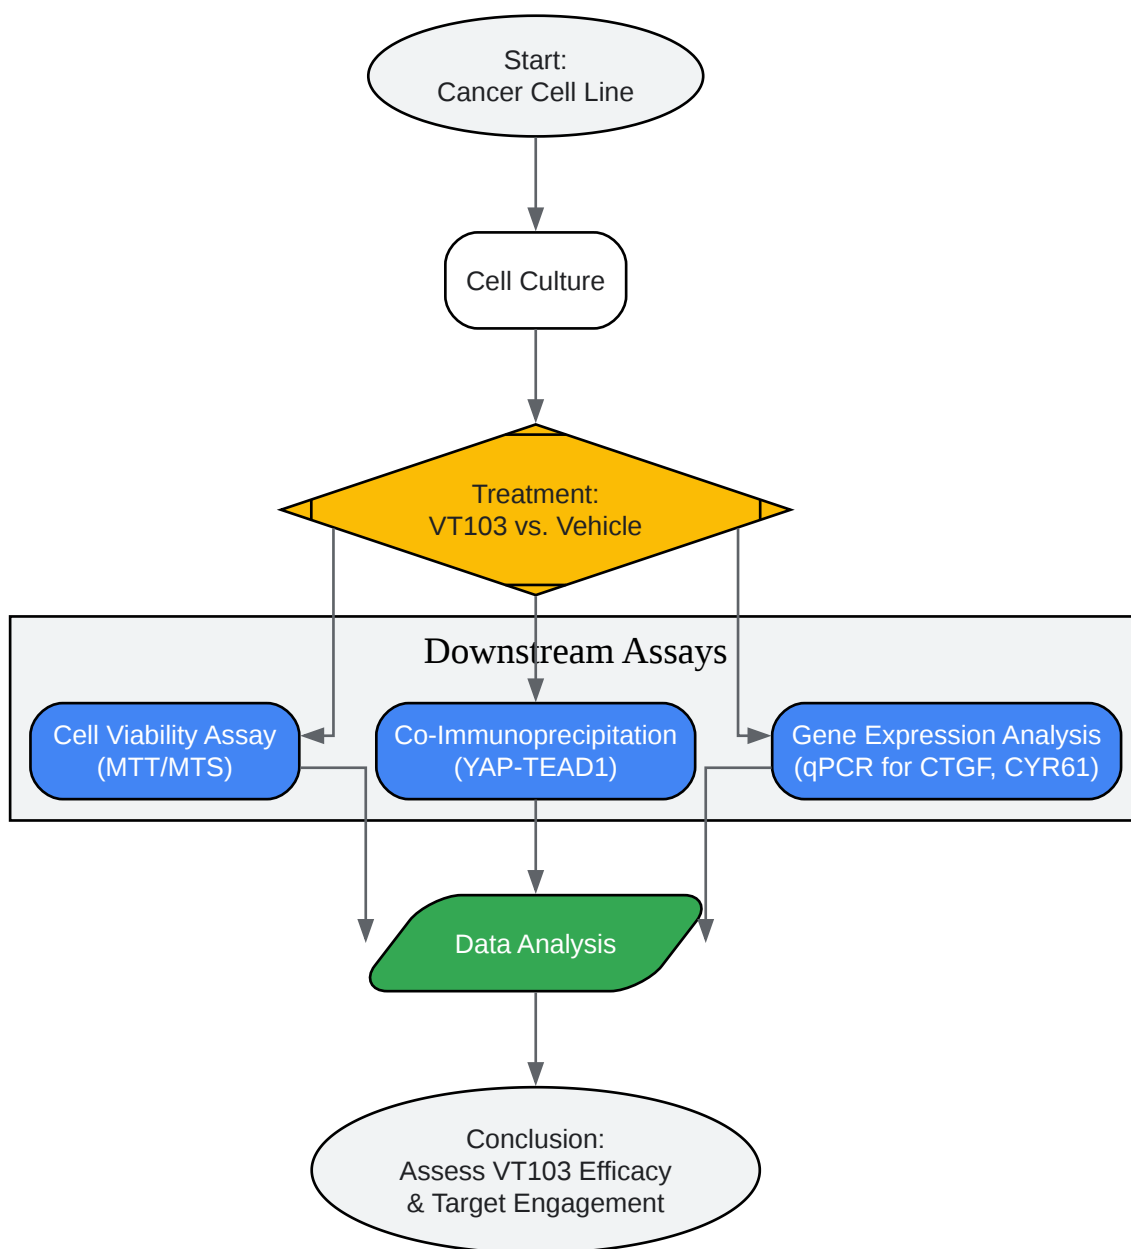 Start:
Cancer Cell Line
Cell Culture
Treatment:
VT103 vs. Vehicle
Downstream Assays
Cell Viability Assay
(MTT/MTS)
Co-Immunoprecipitation
(YAP-TEAD1)
Gene Expression Analysis
(qPCR for CTGF, CYR61)
Data Analysis
Conclusion:
Assess VT103 Efficacy
& Target Engagement